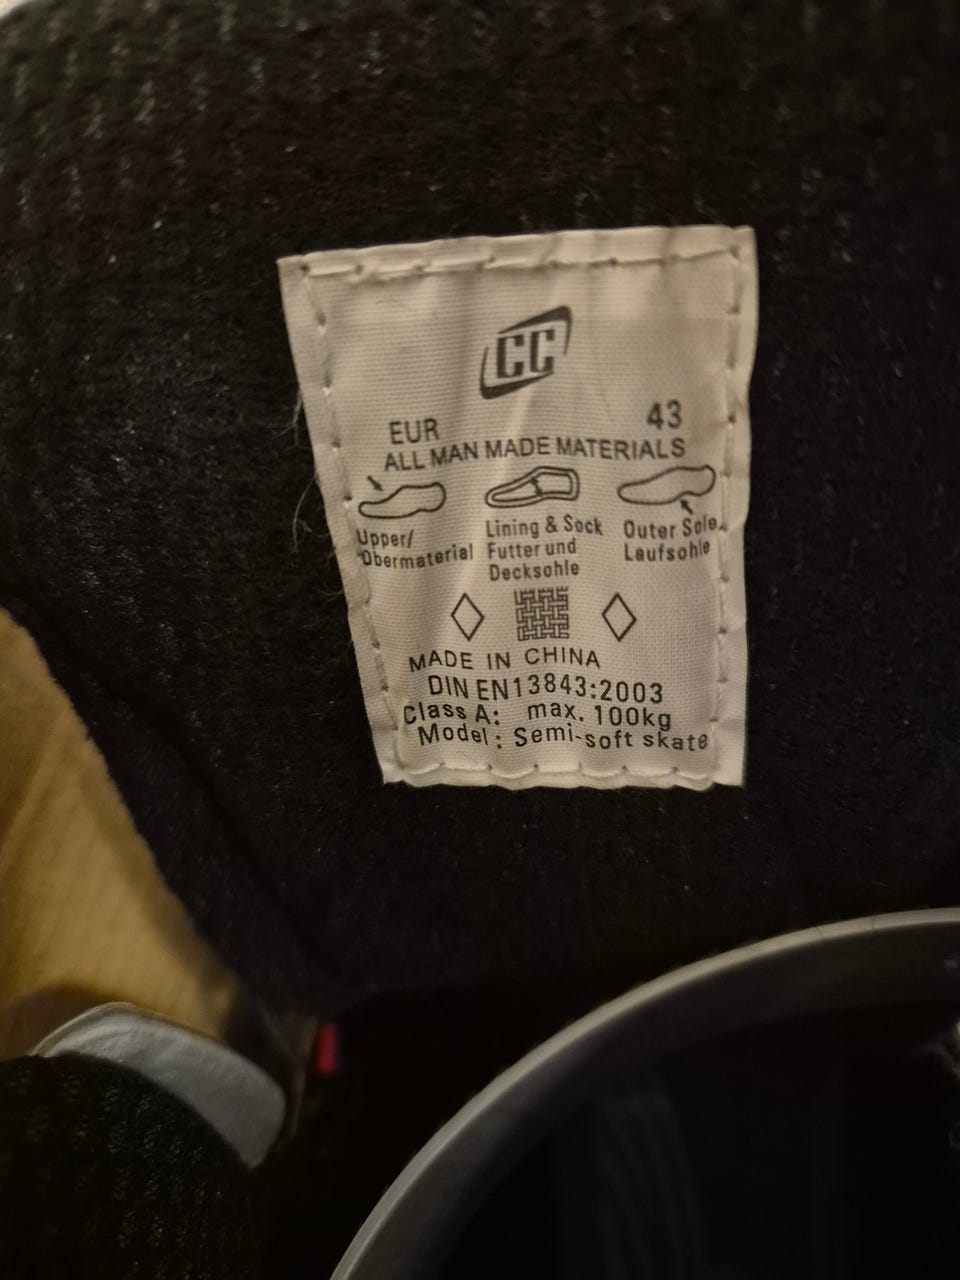 CC
EUR 43
ALL MAN MADE MATERIALS
Upper/ Lining & Sock Outer Sole
Obermaterial Futter und Laufsohle
Decksohle
MADE IN CHINA
DIN EN13843:2003
Class A: max. 100kg
Model: Semi-soft skate